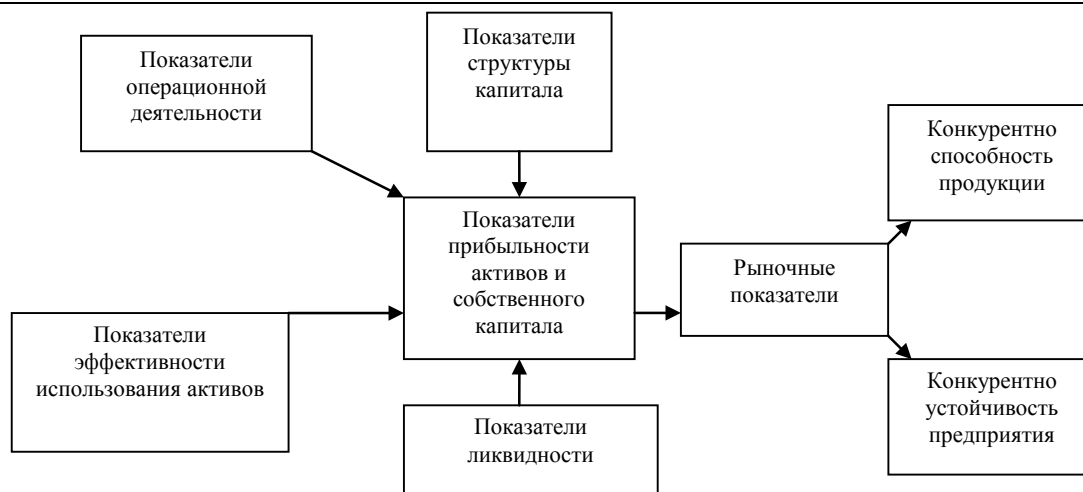 Показатели
операционной
деятельности
Показатели
структуры
капитала
Конкурентно
способность
продукции
Показатели
прибыльности
активов и
собственного
капитала
Рыночные
показатели
Показатели
эффективности
использования активов
Конкурентно
устойчивость
предприятия
Показатели
ликвидности